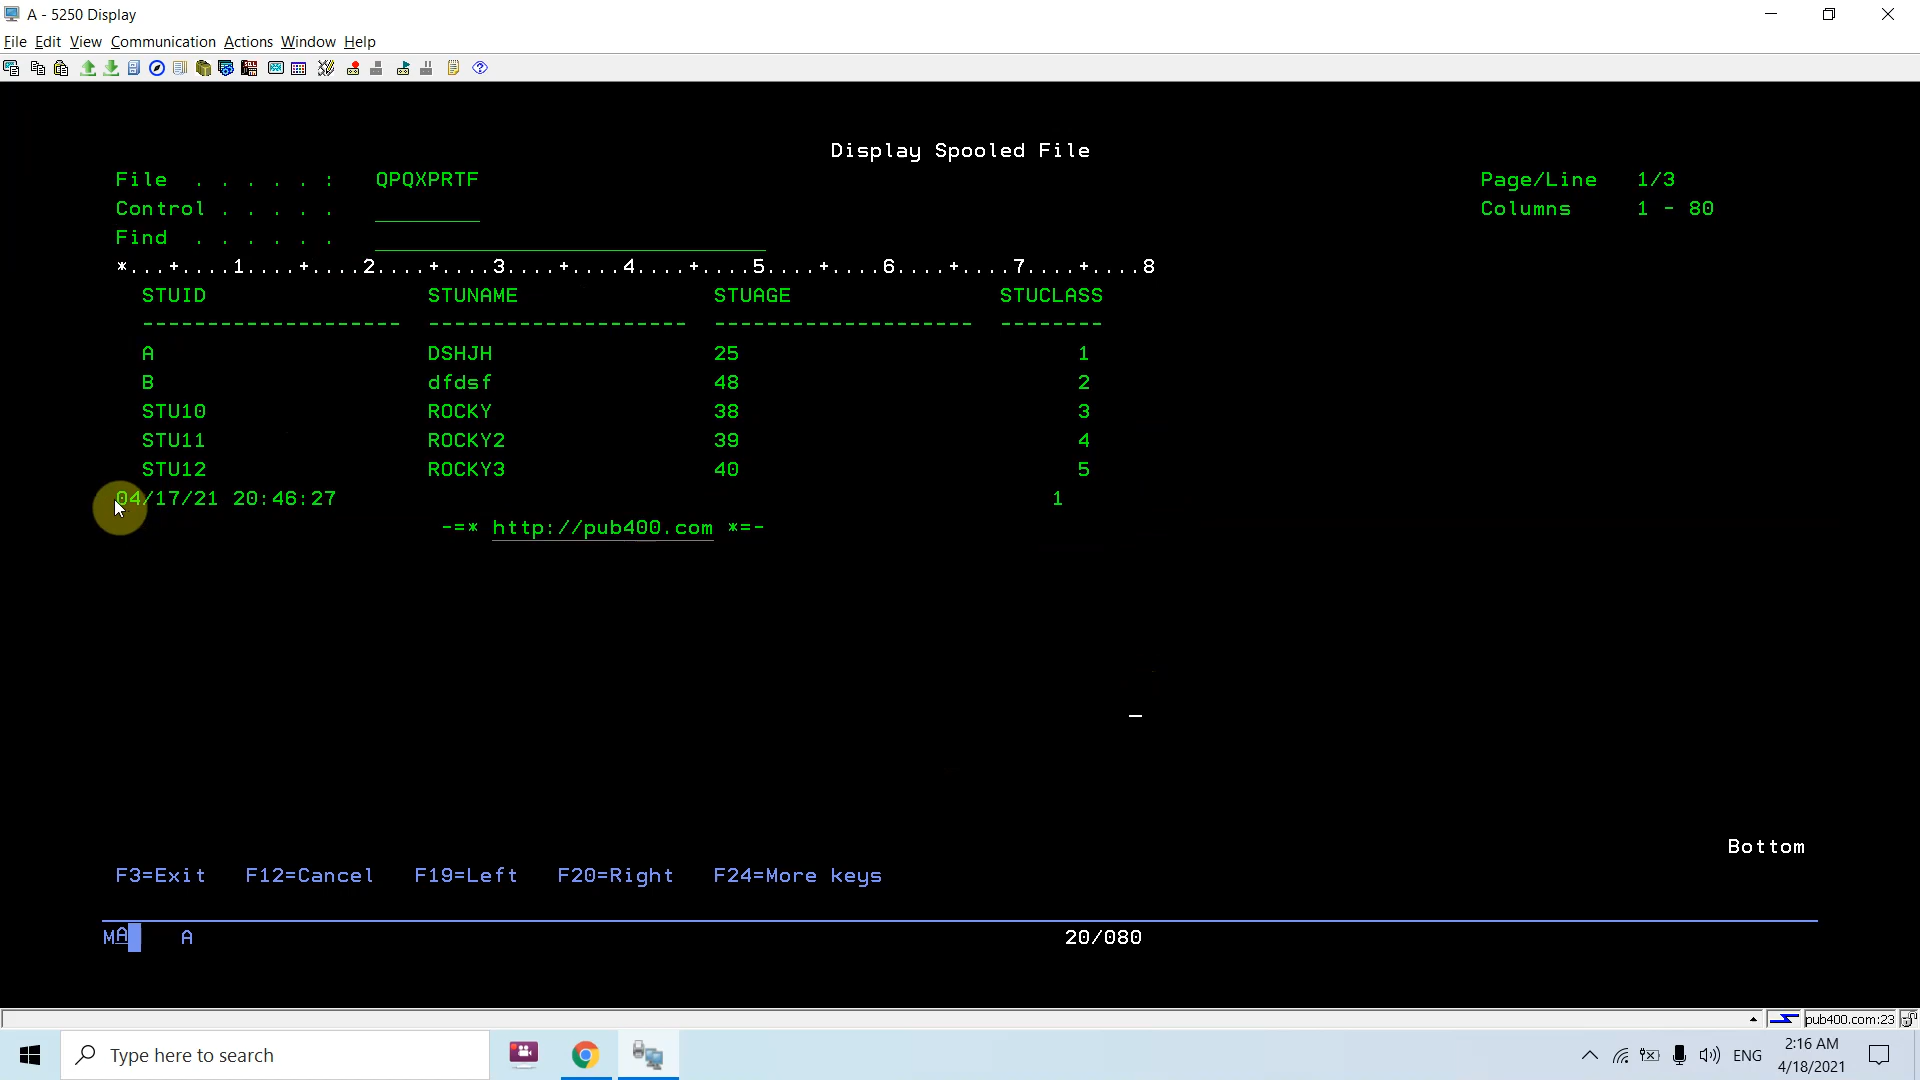 A - 5250 Display
File Edit View Communication Actions Window Help
Display Spooled File
File . . . . . : QPQXPRTF Page/Line 1/3
Control . . . . . Columns 1 - 80
Find . . . . . .
*...+....1....+....2....+....3....+....4....+....5....+....6....+....7....+....8
STUID STUNAME STUAGE STUCLASS
-------------------- -------------------- -------------------- --------
A DSHJH 25 1
B dfdsf 48 2
STU10 ROCKY 38 3
STU11 ROCKY2 39 4
STU12 ROCKY3 40 5
04/17/21 20:46:27 1
-=* http://pub400.com *=-
Bottom
F3=Exit F12=Cancel F19=Left F20=Right F24=More keys
MA A 20/080
pub400.com:23
Type here to search
ENG
2:16 AM
4/18/2021